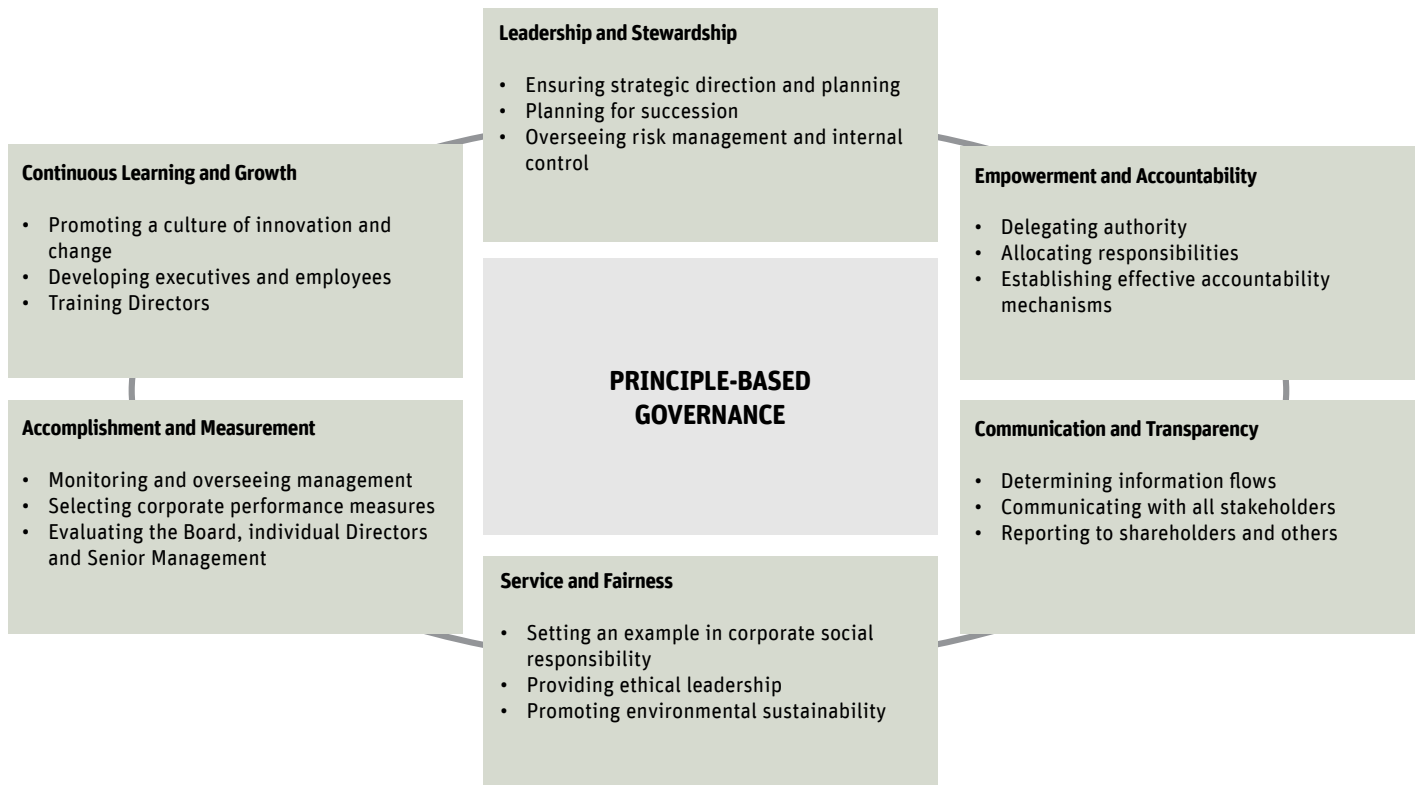 Leadership and Stewardship
• Ensuring strategic direction and planning
• Planning for succession
• Overseeing risk management and internal
control
Continuous Learning and Growth
• Promoting a culture of innovation and
change
• Developing executives and employees
• Training Directors
Empowerment and Accountability
• Delegating authority
• Allocating responsibilities
• Establishing effective accountability
mechanisms
PRINCIPLE-BASED
GOVERNANCE
Accomplishment and Measurement
• Monitoring and overseeing management
• Selecting corporate performance measures
• Evaluating the Board, individual Directors
and Senior Management
Communication and Transparency
• Determining information flows
• Communicating with all stakeholders
• Reporting to shareholders and others
Service and Fairness
• Setting an example in corporate social
responsibility
• Providing ethical leadership
• Promoting environmental sustainability